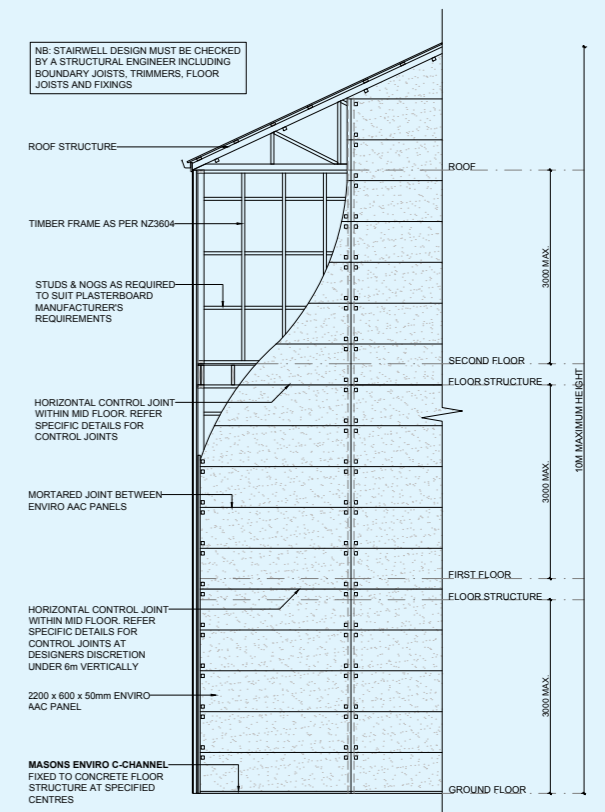 NB: STAIRWELL DESIGN MUST BE CHECKED
BY A STRUCTURAL ENGINEER INCLUDING
BOUNDARY JOISTS, TRIMMERS, FLOOR
JOISTS AND FIXINGS
ROOF STRUCTURE
ROOF
TIMBER FRAME AS PER NZ3604
3000 MAX.
STUDS & NOGS AS REQUIRED
TO SUIT PLASTERBOARD
MANUFACTURER'S
REQUIREMENTS
SECOND FLOOR
FLOOR STRUCTURE
10M MAXIMUM HEIGHT
HORIZONTAL CONTROL JOINT
WITHIN MID FLOOR. REFER
SPECIFIC DETAILS FOR
CONTROL JOINTS
3000 MAX.
MORTARED JOINT BETWEEN
ENVIRO AAC PANELS
FIRST FLOOR
FLOOR STRUCTURE
HORIZONTAL CONTROL JOINT
WITHIN MID FLOOR. REFER
SPECIFIC DETAILS FOR
CONTROL JOINTS AT
DESIGNERS DISCRETION
UNDER 6m VERTICALLY
3000 MAX.
2200 x 600 x 50mm ENVIRO
AAC PANEL
MASONS ENVIRO C-CHANNEL
FIXED TO CONCRETE FLOOR
STRUCTURE AT SPECIFIED
CENTRES
GROUND FLOOR